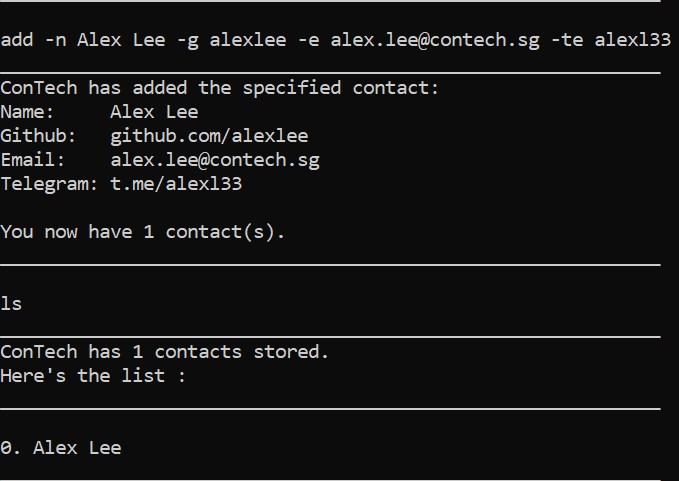 add -n Alex Lee -g alexlee -e alex.lee@contech.sg -te alexl33
ConTech has added the specified contact:
Name:     Alex Lee
Github:   github.com/alexlee
Email:    alex.lee@contech.sg
Telegram: t.me/alexl33
You now have 1 contact(s).
ls
ConTech has 1 contacts stored.
Here's the list :
0. Alex Lee